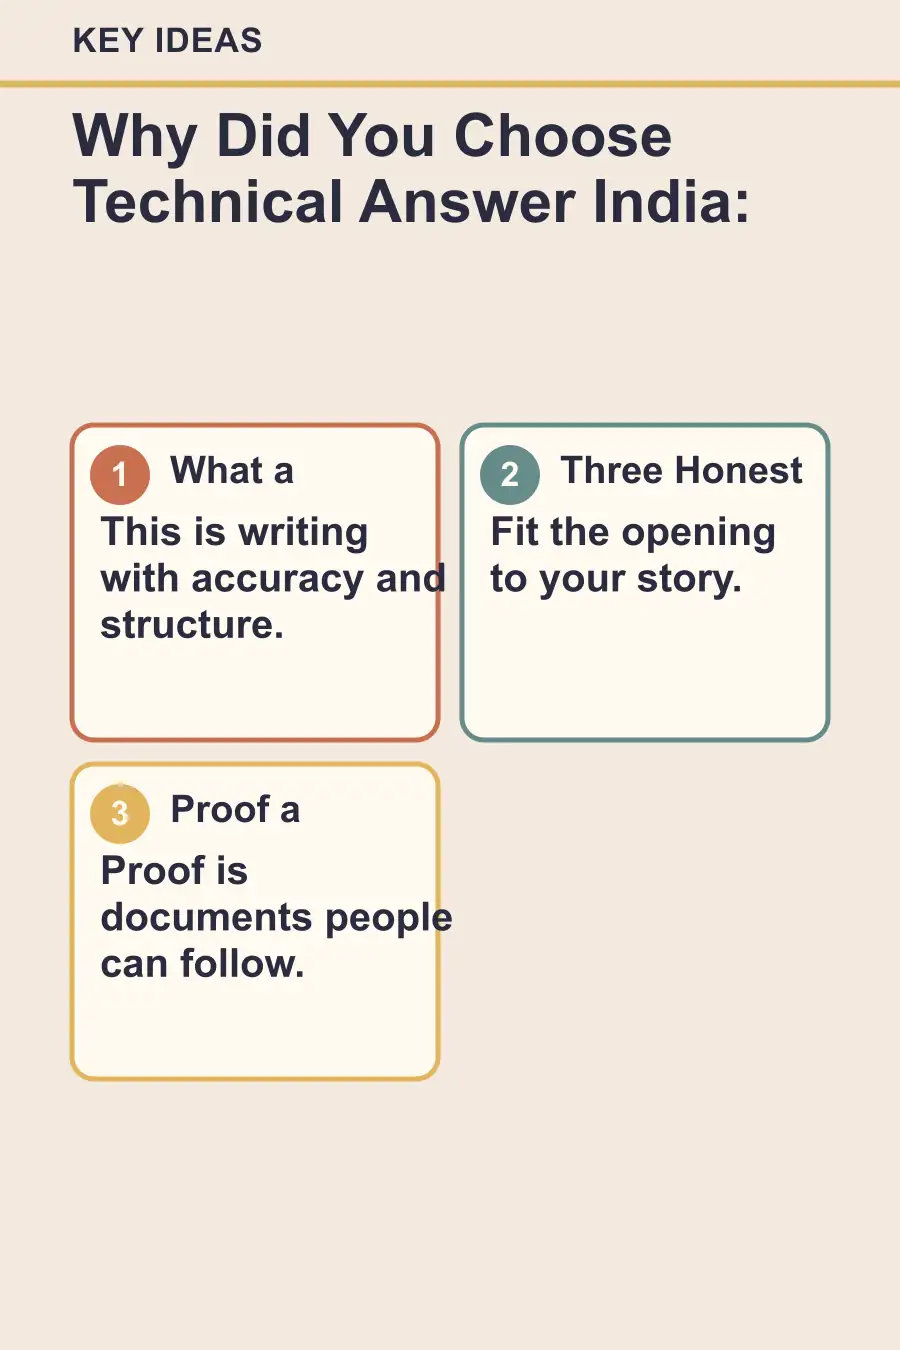 KEY IDEAS
Why Did You Choose
Technical Answer India:
1 What a
This is writing
with accuracy and
structure.
2 Three Honest
Fit the opening
to your story.
3 Proof a
Proof is
documents people
can follow.